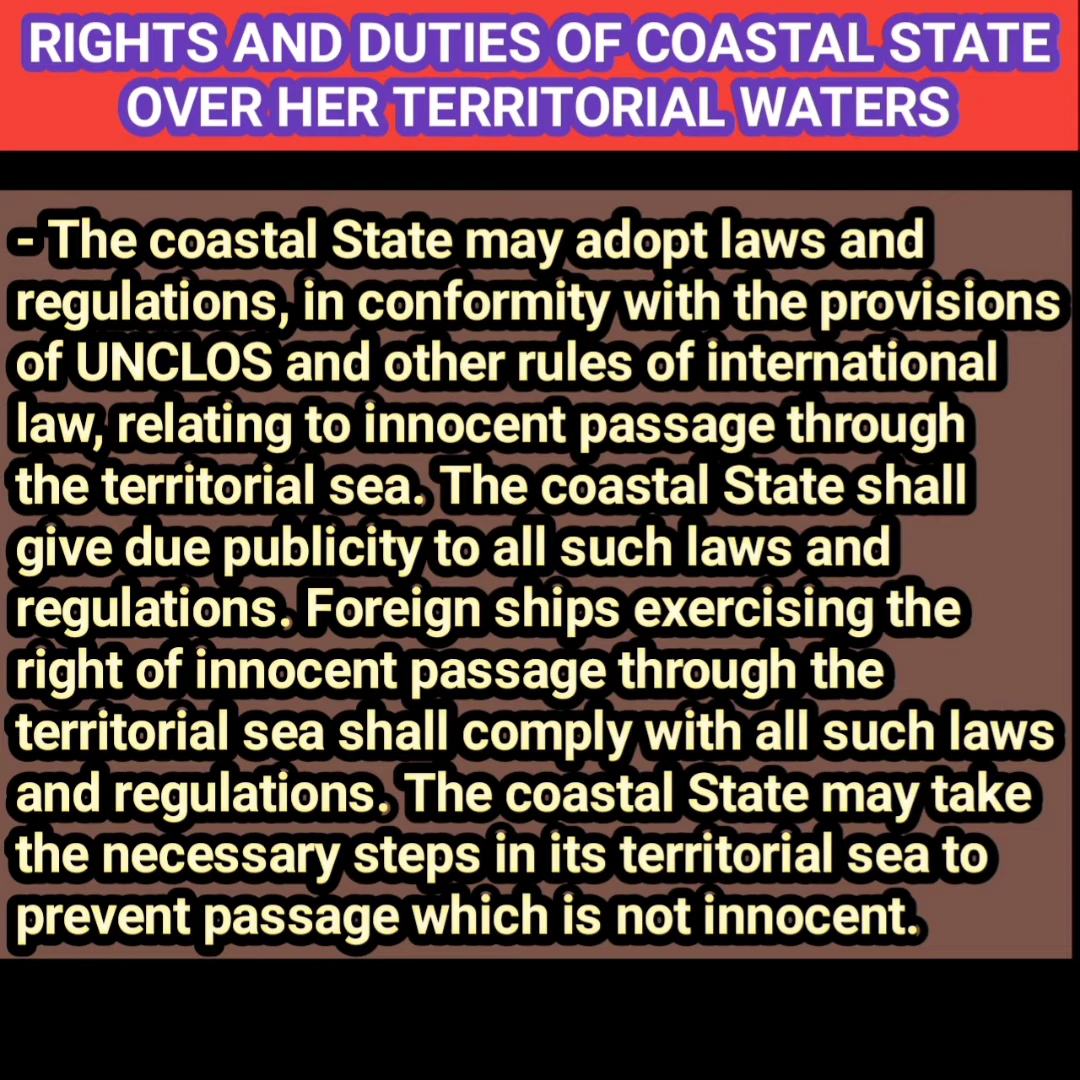 RIGHTS AND DUTIES OF COASTAL STATE
OVER HER TERRITORIAL WATERS
- The coastal State may adopt laws and
regulations, in conformity with the provisions
of UNCLOS and other rules of international
law, relating to innocent passage through
the territorial sea. The coastal State shall
give due publicity to all such laws and
regulations. Foreign ships exercising the
right of innocent passage through the
territorial sea shall comply with all such laws
and regulations. The coastal State may take
the necessary steps in its territorial sea to
prevent passage which is not innocent.